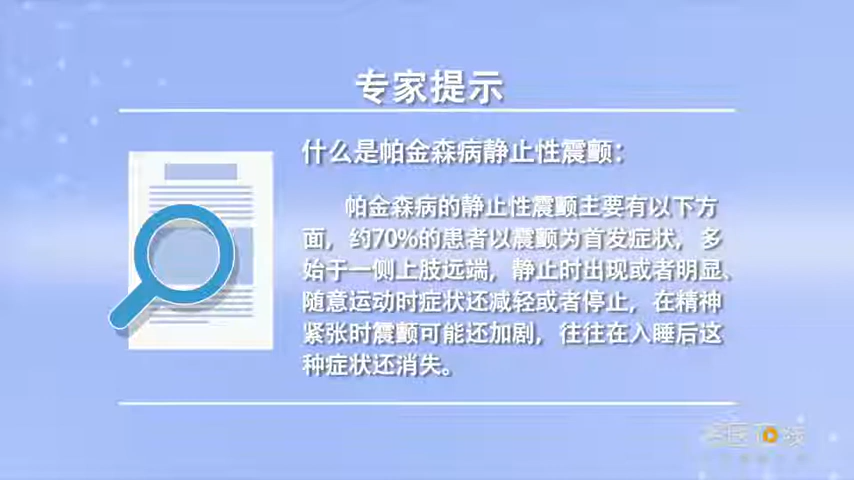 专家提示
什么是帕金森病静止性震颤：
帕金森病的静止性震颤主要有以下方
面，约70%的患者以震颤为首发症状，多
始于一侧上肢远端，静止时出现或者明显、
随意运动时症状还减轻或者停止，在精神
紧张时震颤可能还加剧，往往在入睡后这
种症状还消失。